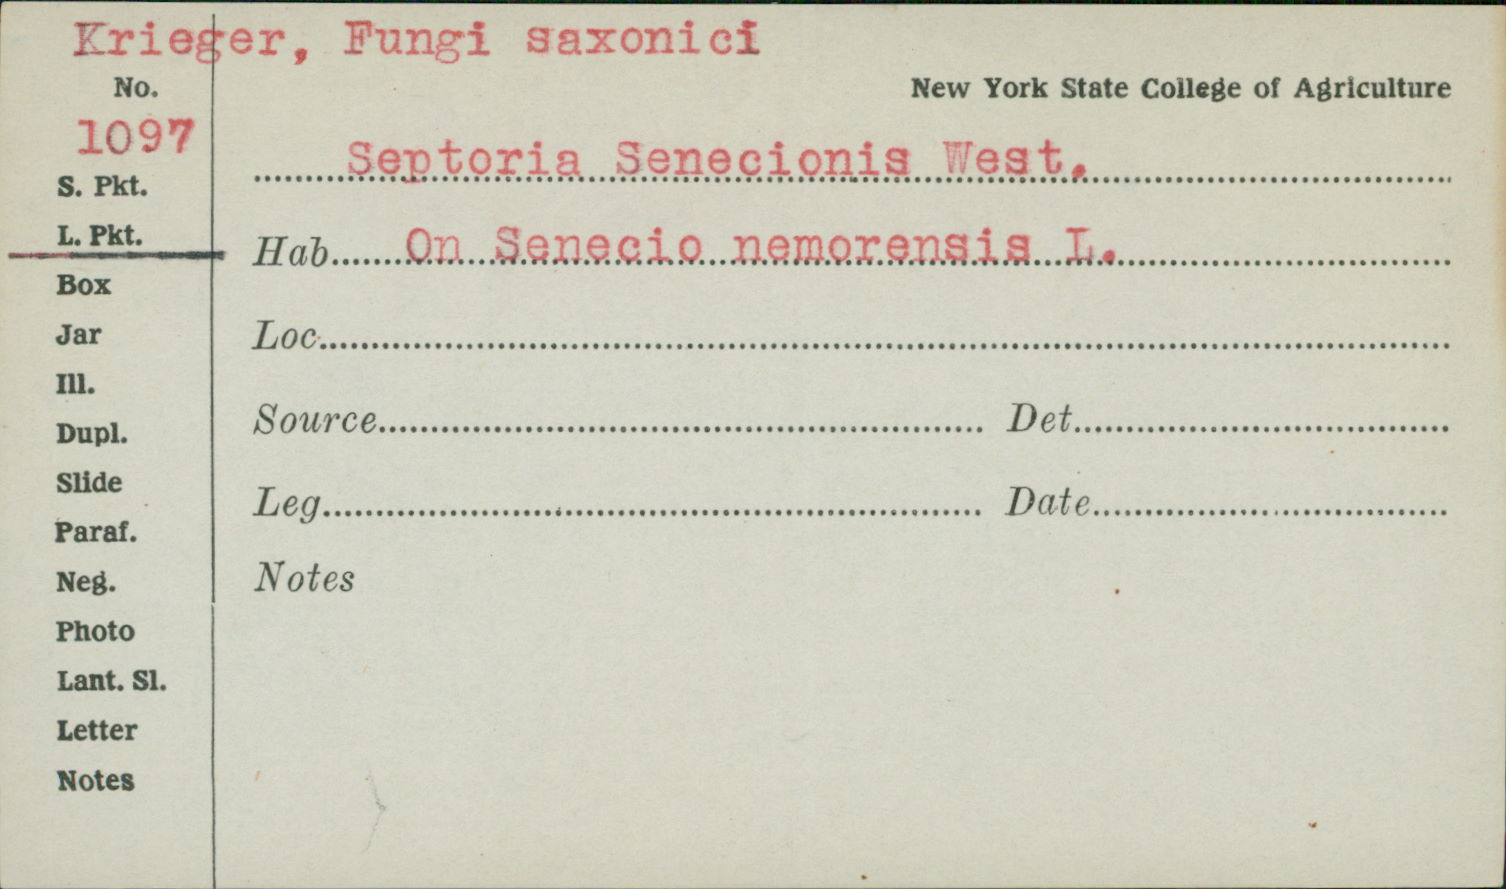 Krieger, Fungi saxonici
No.
New York State College of Agriculture
1097
Septoria Senecionis West.
S. Pkt.
L. Pkt.
Hab.......On Senecio nemorensis L.
Box
Jar
Loc.
Ill.
Dupl.
Source Det.
Slide
Leg. Date
Paraf.
Neg.
Notes
Photo
Lant. Sl.
Letter
Notes